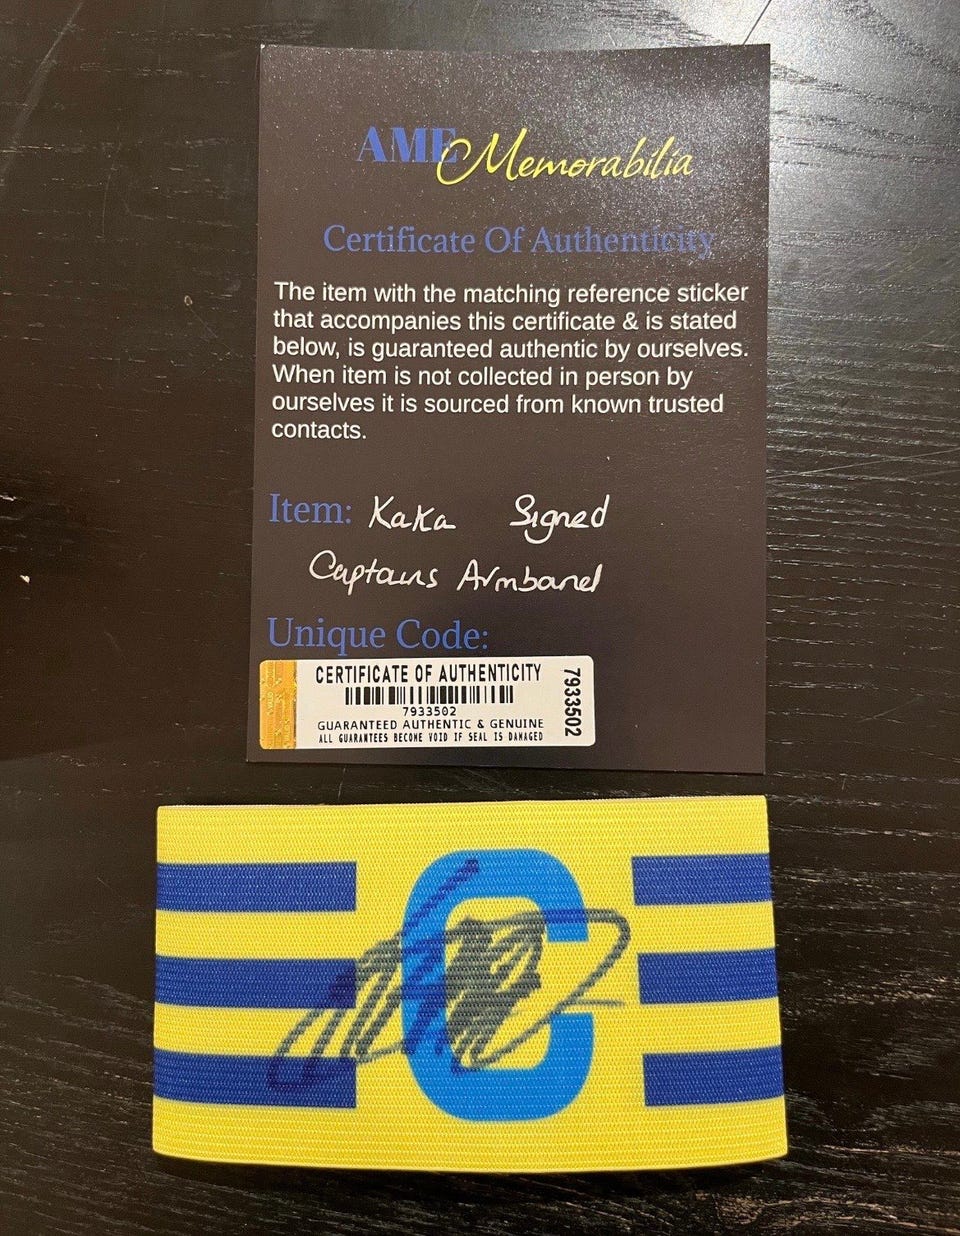 AME Memorabilia
Certificate Of Authenticity
The item with the matching reference sticker
that accompanies this certificate & is stated
below, is guaranteed authentic by ourselves.
When item is not collected in person by
ourselves it is sourced from known trusted
contacts.
Item: Kaka Signed
Captains Armband
Unique Code:
CERTIFICATE OF AUTHENTICITY
7933502
7933502
GUARANTEED AUTHENTIC & GENUINE
ALL GUARANTEES BECOME VOID IF SEAL IS DAMAGED
C